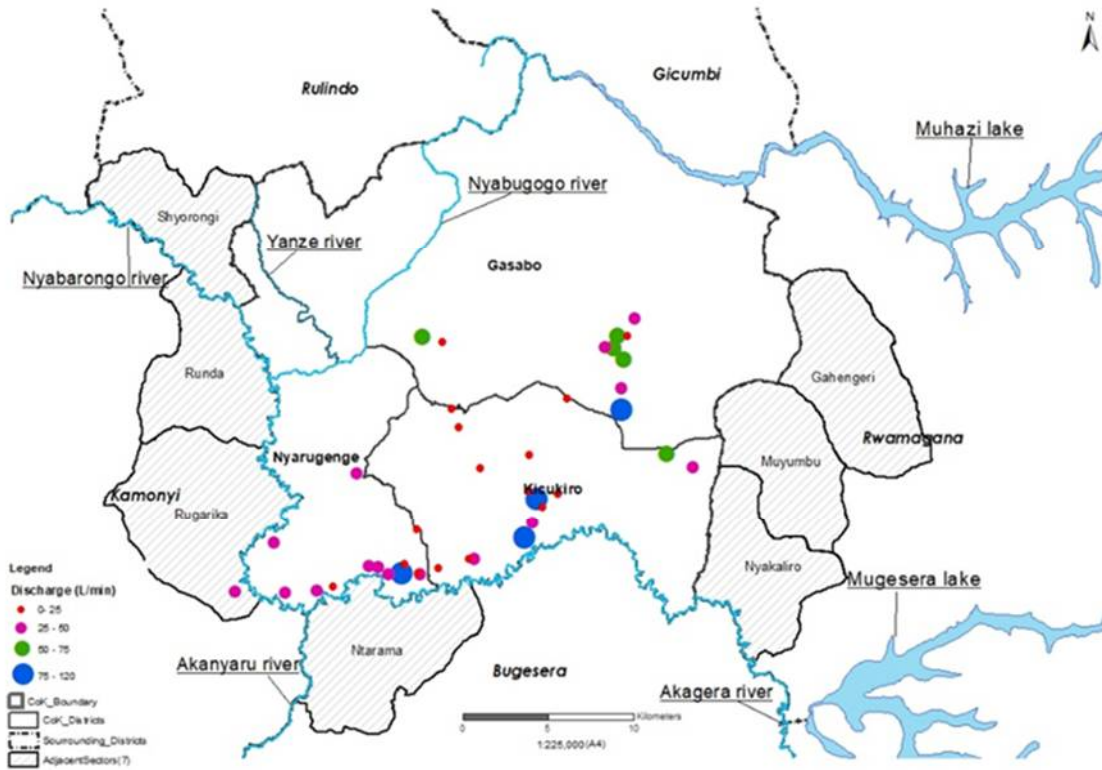 N
Rulindo
Gicumbi
Muhazi lake
Nyabugogo river
Shyorongi
Yanze river
Nyabarongo river
Gasabo
Runda
Gahengeri
Rwamagana
Nyarugenge
Muyumbu
Kamonyi
Kicukiro
Rugarika
Nyakaliro
Mugesera lake
Ntarama
Akanyaru river
Bugesera
Akagera river
Legend
Discharge (L/min)
0- 25
25 - 50
50 - 75
75 - 120
CoK_Boundary
CoK_Districts
Sourrounding_Districts
AdjacentSectors(7)
Kilometers
0 5 10
1:225,000 (A4)